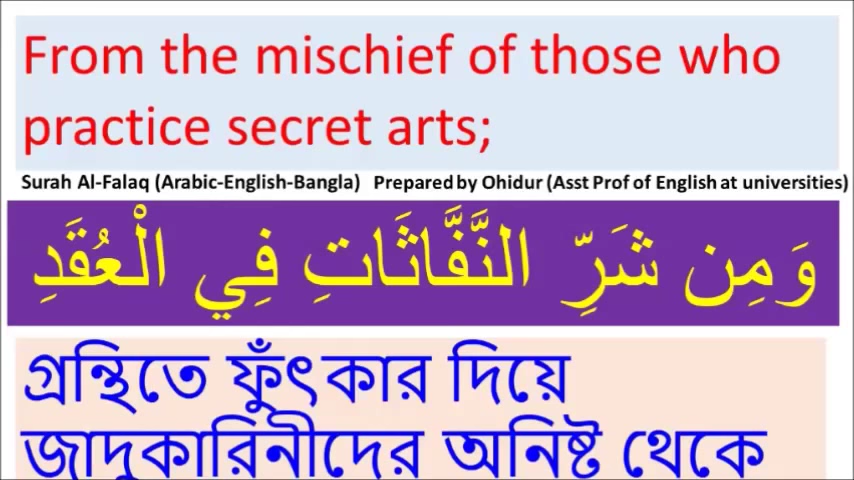 From the mischief of those who
practice secret arts;
Surah Al-Falaq (Arabic-English-Bangla) Prepared by Ohidur (Asst Prof of English at universities)
وَمِن شَرِّ النَّفَّاثَاتِ فِي الْعُقَدِ
গ্রন্থিতে ফুঁৎকার দিয়ে
জাদুকারিনীদের অনিষ্ট থেকে